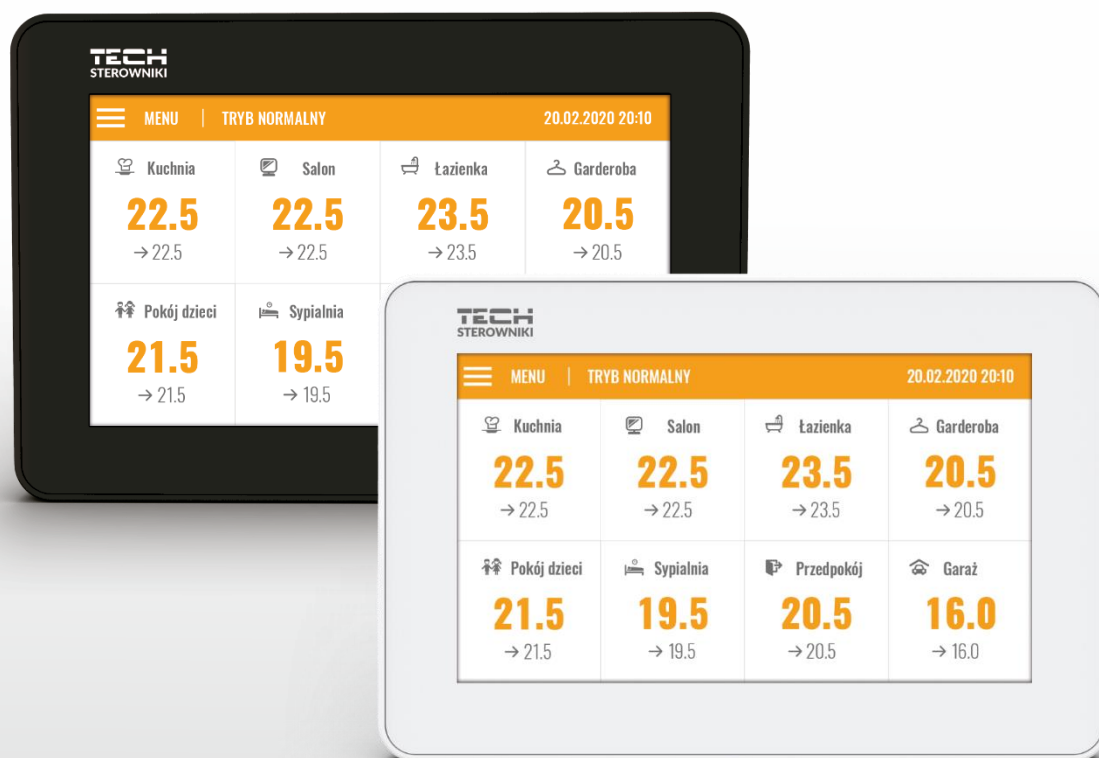 TECH
STEROWNIKI
MENU | TRYB NORMALNY 20.02.2020 20:10
Kuchnia Salon Łazienka Garderoba
22.5 22.5 23.5 20.5
→ 22.5 → 22.5 → 23.5 → 20.5
Pokój dzieci Sypialnia
21.5 19.5
→ 21.5 → 19.5
TECH
STEROWNIKI
MENU | TRYB NORMALNY 20.02.2020 20:10
Kuchnia Salon Łazienka Garderoba
22.5 22.5 23.5 20.5
→ 22.5 → 22.5 → 23.5 → 20.5
Pokój dzieci Sypialnia Przedpokój Garaż
21.5 19.5 20.5 16.0
→ 21.5 → 19.5 → 20.5 → 16.0